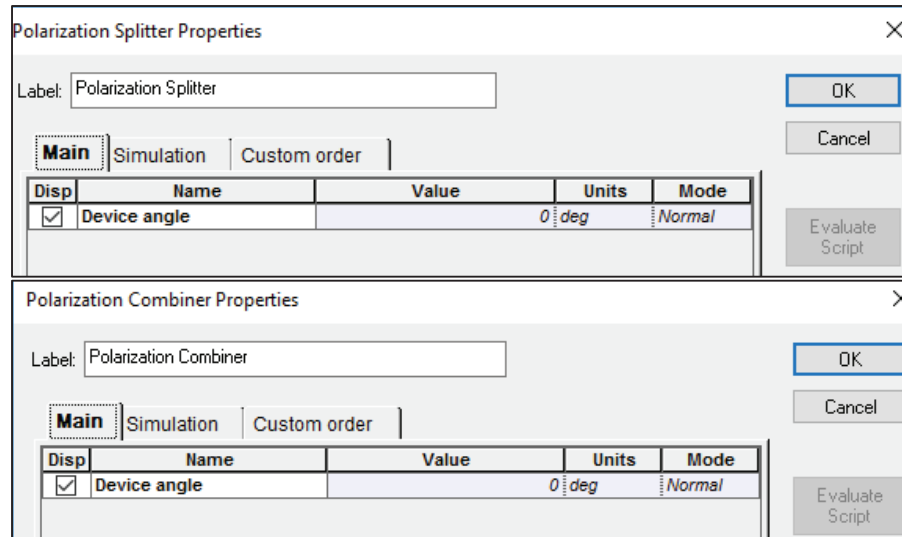 Polarization Splitter Properties
Label: Polarization Splitter
OK
Cancel
Main Simulation Custom order
Disp Name Value Units Mode
Device angle 0 deg Normal
Evaluate
Script
Polarization Combiner Properties
Label: Polarization Combiner
OK
Cancel
Main Simulation Custom order
Disp Name Value Units Mode
Device angle 0 deg Normal
Evaluate
Script